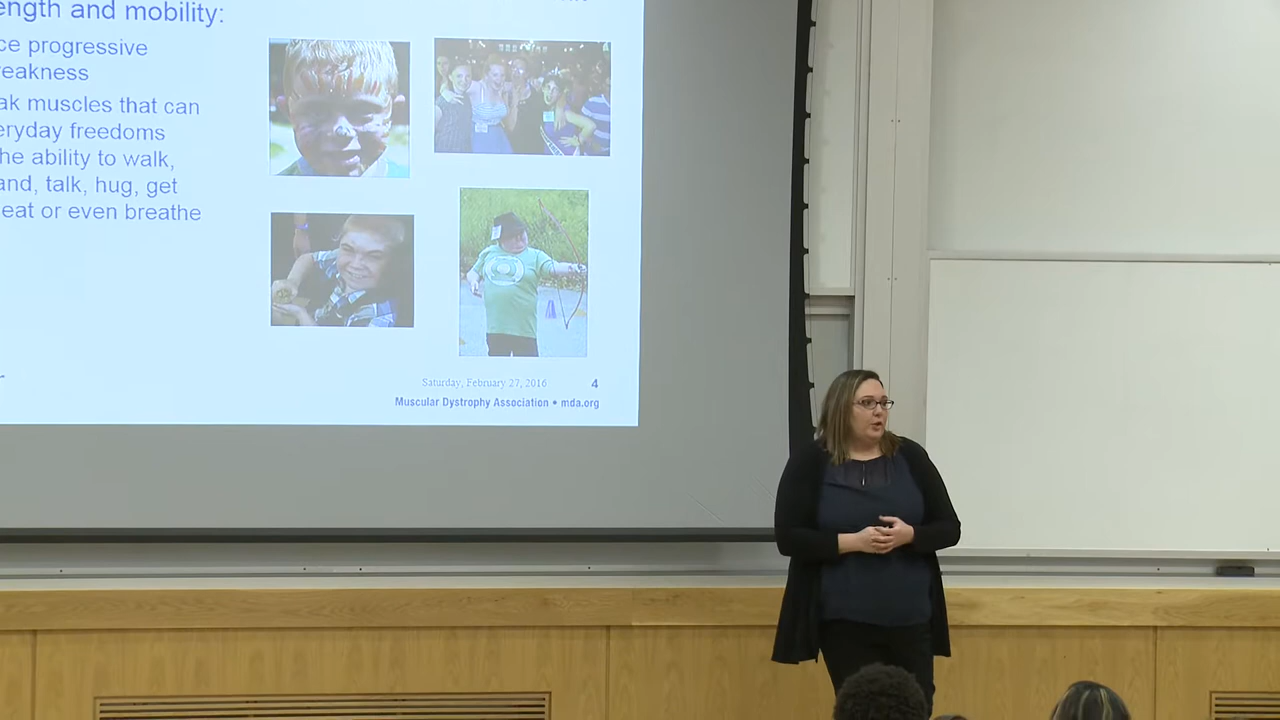 ength and mobility:
ce progressive
eakness
ak muscles that can
eryday freedoms
he ability to walk,
and, talk, hug, get
eat or even breathe
Saturday, February 27, 2016
4
Muscular Dystrophy Association • mda.org